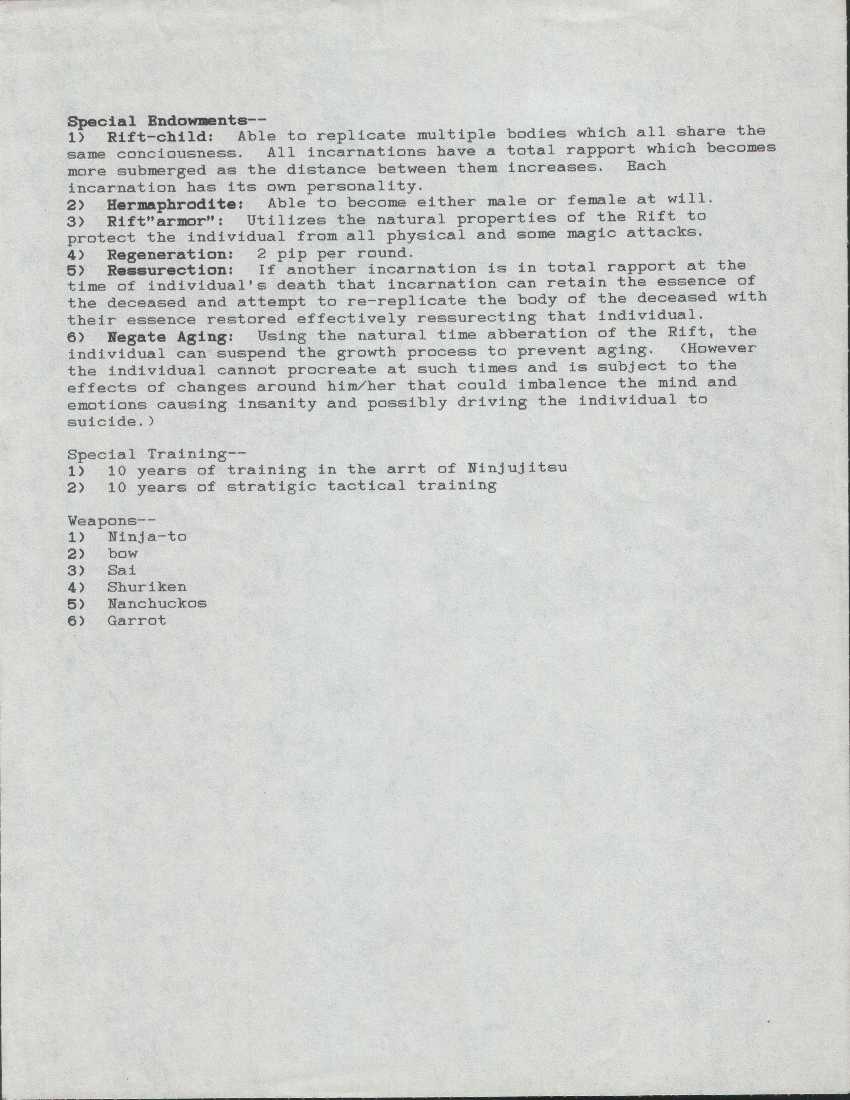 Special Endowments--
1)  Rift-child:  Able to replicate multiple bodies which all share the
same conciousness.  All incarnations have a total rapport which becomes
more submerged as the distance between them increases.  Each
incarnation has its own personality.
2)  Hermaphrodite:  Able to become either male or female at will.
3)  Rift"armor":  Utilizes the natural properties of the Rift to
protect the individual from all physical and some magic attacks.
4)  Regeneration:  2 pip per round.
5)  Ressurection:  If another incarnation is in total rapport at the
time of individual's death that incarnation can retain the essence of
the deceased and attempt to re-replicate the body of the deceased with
their essence restored effectively ressurecting that individual.
6)  Negate Aging:  Using the natural time abberation of the Rift, the
individual can suspend the growth process to prevent aging.  (However
the individual cannot procreate at such times and is subject to the
effects of changes around him/her that could imbalence the mind and
emotions causing insanity and possibly driving the individual to
suicide.)

Special Training--
1)  10 years of training in the arrt of Ninjujitsu
2)  10 years of stratigic tactical training

Weapons--
1)  Ninja-to
2)  bow
3)  Sai
4)  Shuriken
5)  Nanchuckos
6)  Garrot